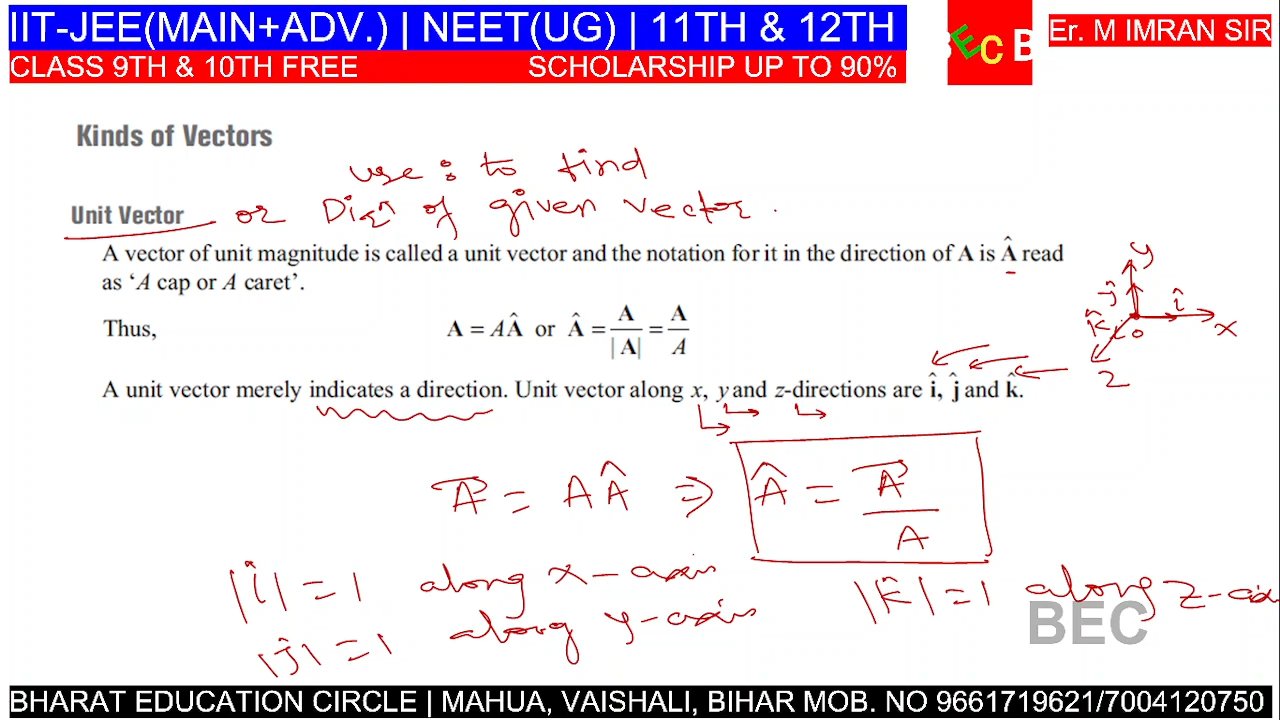 IIT-JEE(MAIN+ADV.) | NEET(UG) | 11TH & 12TH
CLASS 9TH & 10TH FREE SCHOLARSHIP UP TO 90%
BEC B
Er. M IMRAN SIR
Kinds of Vectors
use : to find
Unit Vector or Dirⁿ of given vector.
A vector of unit magnitude is called a unit vector and the notation for it in the direction of A is Â read
as ‘A cap or A caret’.
Thus, A = AÂ or Â = A/|A| = A/A
A unit vector merely indicates a direction. Unit vector along x, y and z-directions are î, ĵ and k̂.
y
ĵ î
k̂ o x
z
A⃗ = AÂ ⇒ Â = A⃗/A
|î| = 1 along x-axis
|ĵ| = 1 along y-axis
|k̂| = 1 along z-axis
BEC
BHARAT EDUCATION CIRCLE | MAHUA, VAISHALI, BIHAR MOB. NO 9661719621/7004120750